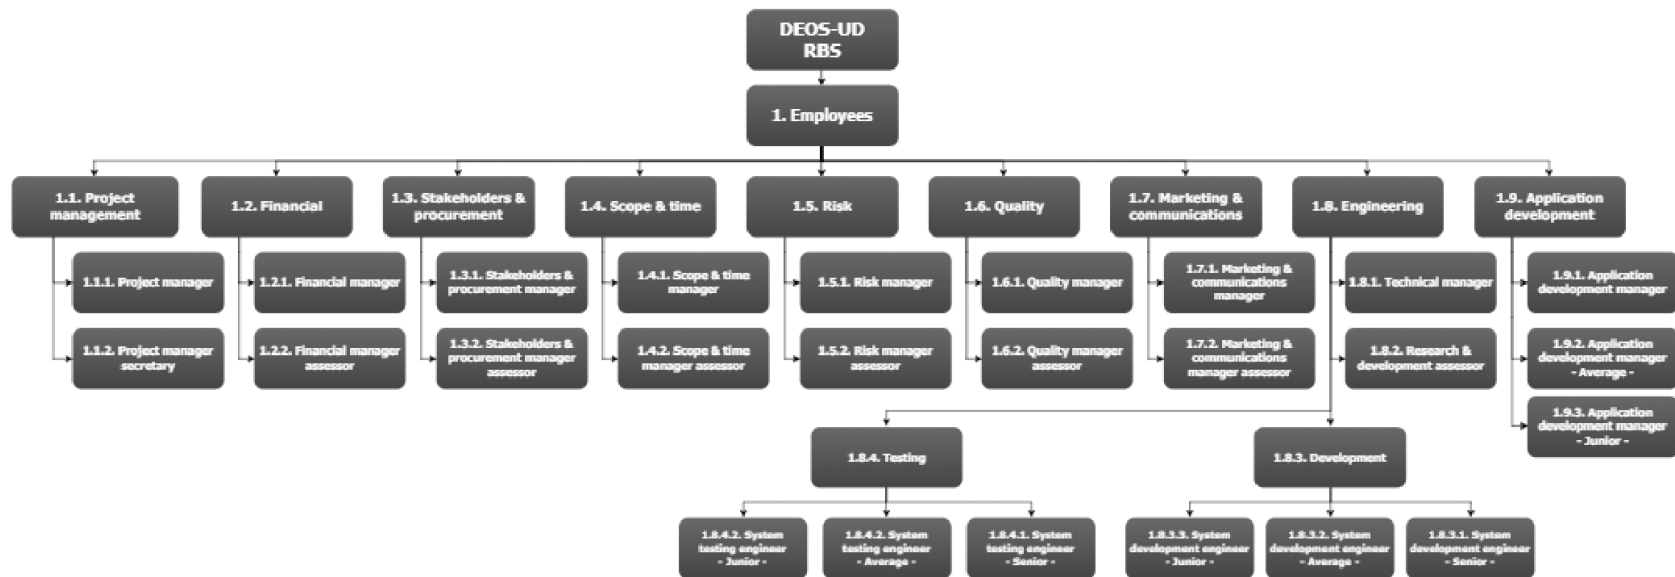 DEOS-UD
RBS
1. Employees
1.1. Project
management
1.2. Financial
1.3. Stakeholders &
procurement
1.4. Scope & time
1.5. Risk
1.6. Quality
1.7. Marketing &
communications
1.8. Engineering
1.9. Application
development
1.1.1. Project manager
1.2.1. Financial manager
1.3.1. Stakeholders &
procurement manager
1.4.1. Scope & time
manager
1.5.1. Risk manager
1.6.1. Quality manager
1.7.1. Marketing &
communications
manager
1.8.1. Technical manager
1.9.1. Application
development manager
1.1.2. Project manager
secretary
1.2.2. Financial manager
assessor
1.3.2. Stakeholders &
procurement manager
assessor
1.4.2. Scope & time
manager assessor
1.5.2. Risk manager
assessor
1.6.2. Quality manager
assessor
1.7.2. Marketing &
communications
manager assessor
1.8.2. Research &
development assessor
1.9.2. Application
development manager
- Average -
1.9.3. Application
development manager
- Junior -
1.8.4. Testing
1.8.3. Development
1.8.4.2. System
testing engineer
- Junior -
1.8.4.2. System
testing engineer
- Average -
1.8.4.1. System
testing engineer
- Senior -
1.8.3.3. System
development engineer
- Junior -
1.8.3.2. System
development engineer
- Average -
1.8.3.1. System
development engineer
- Senior -